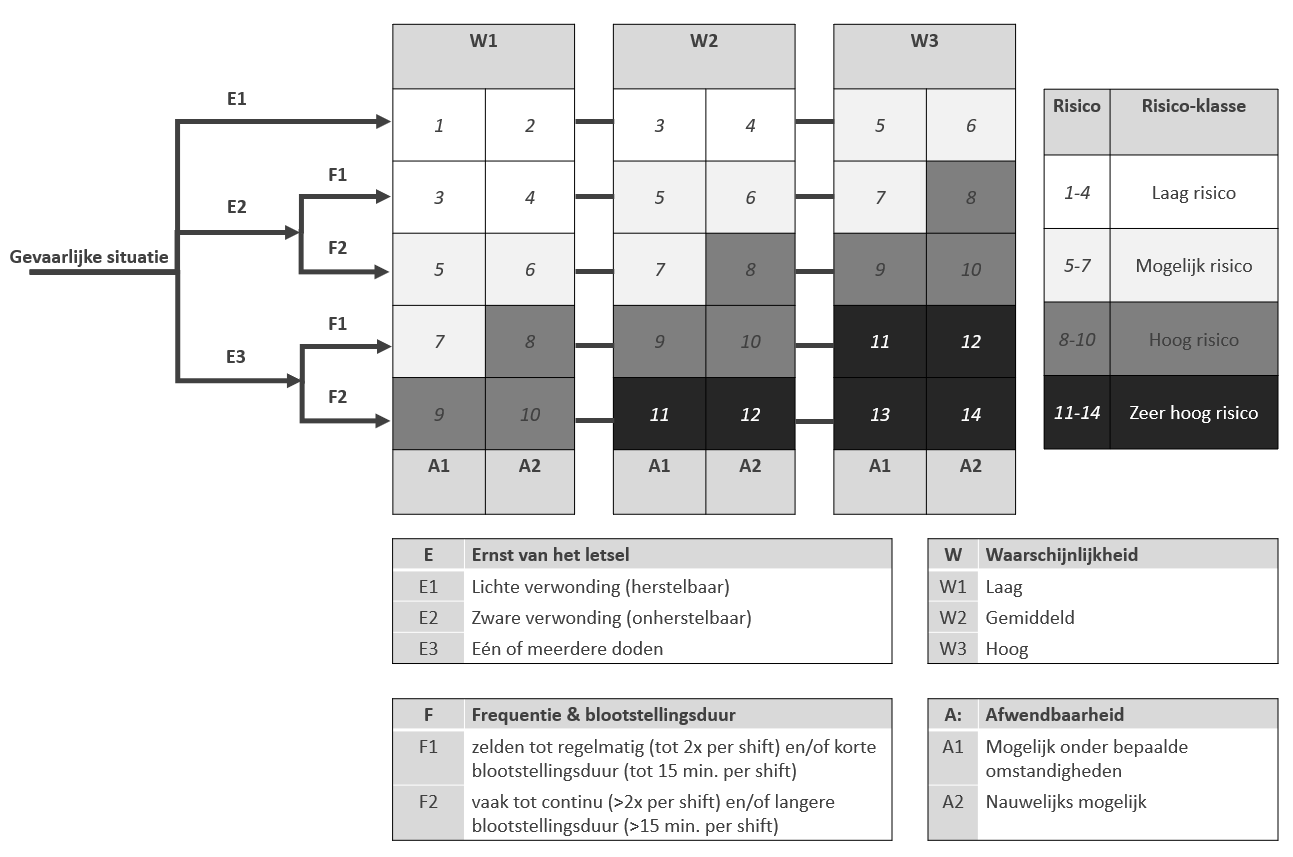 W1 W2 W3
E1
1 2 3 4 5 6
Risico Risico-klasse
F1
3 4 5 6 7 8
1-4 Laag risico
E2
F2
Gevaarlijke situatie
5 6 7 8 9 10
5-7 Mogelijk risico
F1
7 8 9 10 11 12
8-10 Hoog risico
E3
F2
9 10 11 12 13 14
11-14 Zeer hoog risico
A1 A2 A1 A2 A1 A2
E Ernst van het letsel
E1 Lichte verwonding (herstelbaar)
E2 Zware verwonding (onherstelbaar)
E3 Eén of meerdere doden
W Waarschijnlijkheid
W1 Laag
W2 Gemiddeld
W3 Hoog
F Frequentie & blootstellingsduur
F1 zelden tot regelmatig (tot 2x per shift) en/of korte
blootstellingsduur (tot 15 min. per shift)
F2 vaak tot continu (>2x per shift) en/of langere
blootstellingsduur (>15 min. per shift)
A: Afwendbaarheid
A1 Mogelijk onder bepaalde
omstandigheden
A2 Nauwelijks mogelijk